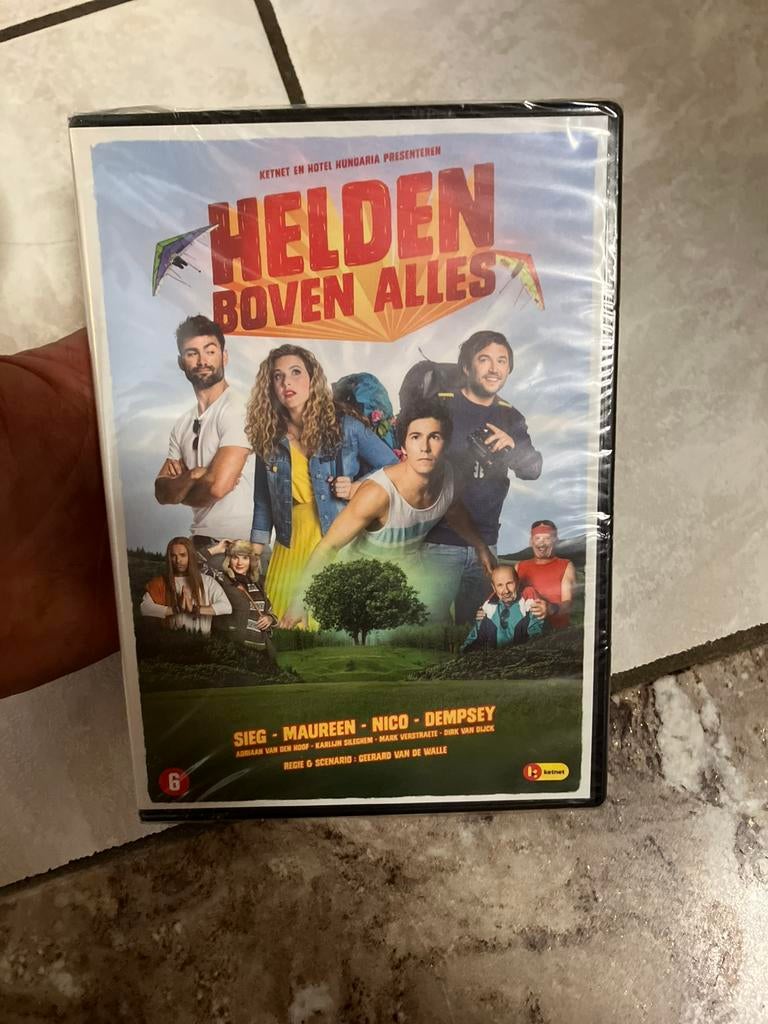 KETNET EN HOTEL HUNGARIA PRESENTEREN
HELDEN
BOVEN ALLES
SIEG - MAUREEN - NICO - DEMPSEY
ADRIAAN VAN DEN HOOF - KARLIJN SILEGHEM - MARK VERSTRAETE - DIRK VAN DIJCK
REGIE & SCENARIO : GEERARD VAN DE WALLE
6
ketnet